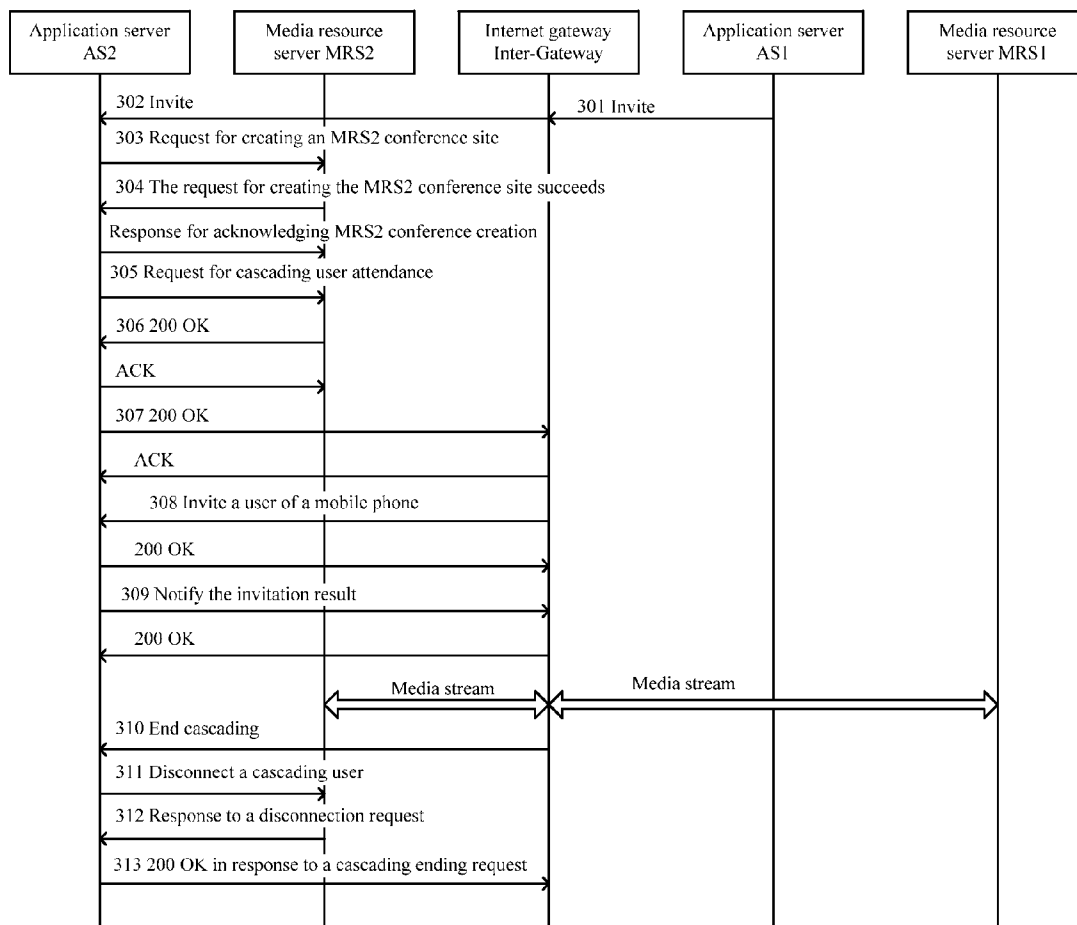 Application server
AS2
Media resource
server MRS2
Internet gateway
Inter-Gateway
Application server
AS1
Media resource
server MRS1
302 Invite
301 Invite
303 Request for creating an MRS2 conference site
304 The request for creating the MRS2 conference site succeeds
Response for acknowledging MRS2 conference creation
305 Request for cascading user attendance
306 200 OK
ACK
307 200 OK
ACK
308 Invite a user of a mobile phone
200 OK
309 Notify the invitation result
200 OK
Media stream
Media stream
310 End cascading
311 Disconnect a cascading user
312 Response to a disconnection request
313 200 OK in response to a cascading ending request